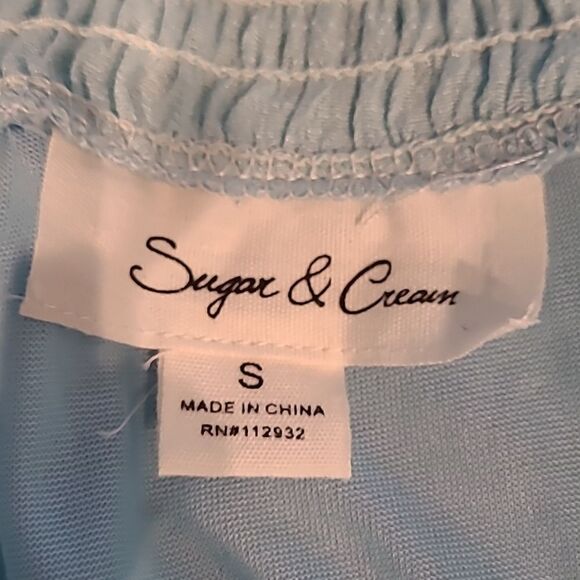 Sugar & Cream
S
MADE IN CHINA
RN#112932